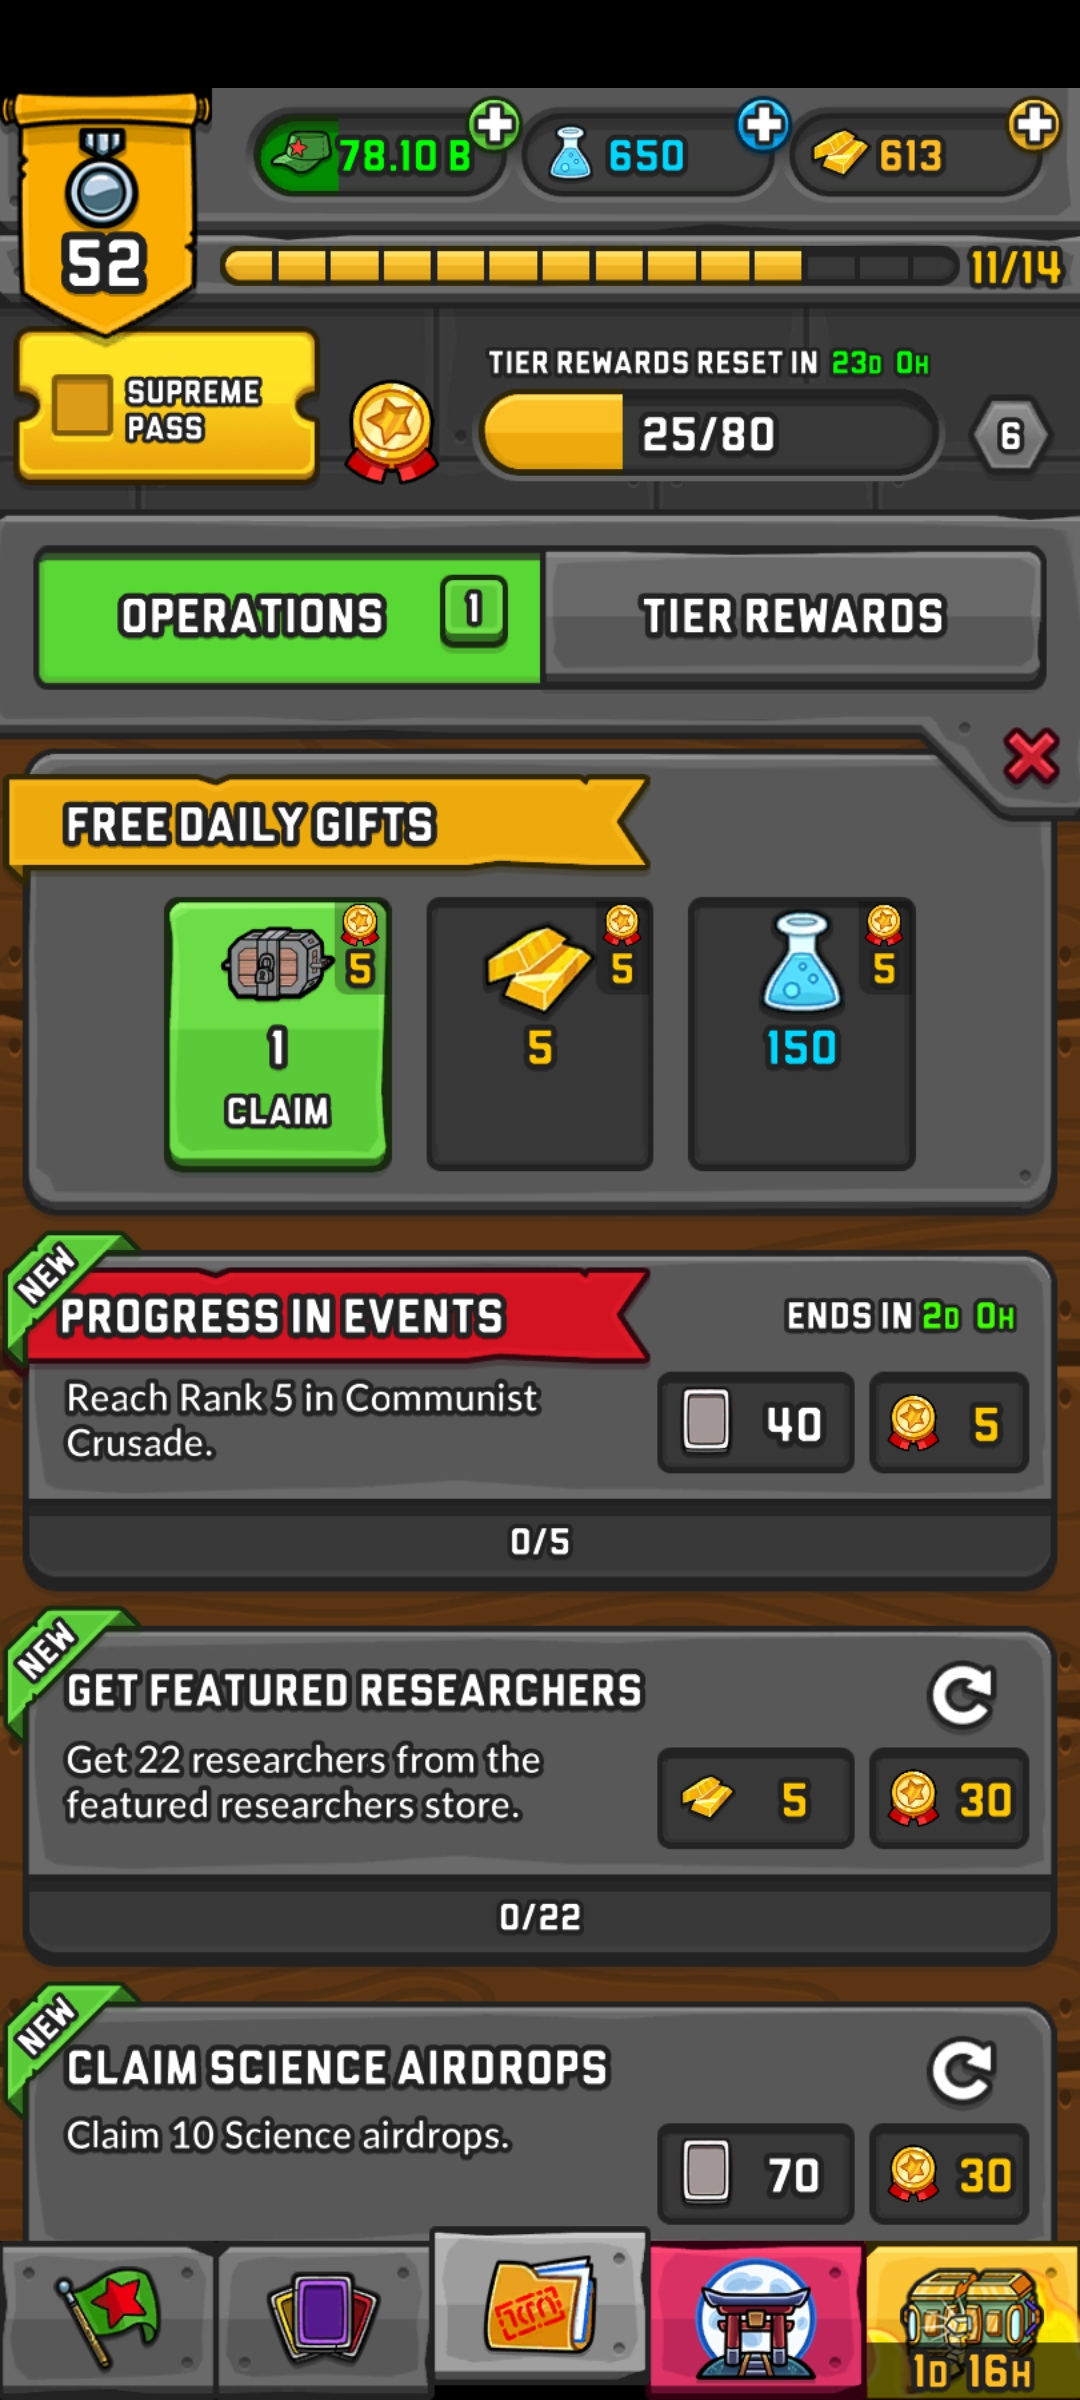 78.10 B
650
613
52
11/14
SUPREME
PASS
TIER REWARDS RESET IN 23D 0H
25/80
6
OPERATIONS
1
TIER REWARDS
FREE DAILY GIFTS
5
5
5
1
5
150
CLAIM
NEW
PROGRESS IN EVENTS
ENDS IN 2D 0H
Reach Rank 5 in Communist
Crusade.
40
5
0/5
NEW
GET FEATURED RESEARCHERS
Get 22 researchers from the
featured researchers store.
5
30
0/22
NEW
CLAIM SCIENCE AIRDROPS
Claim 10 Science airdrops.
70
30
1D 16H